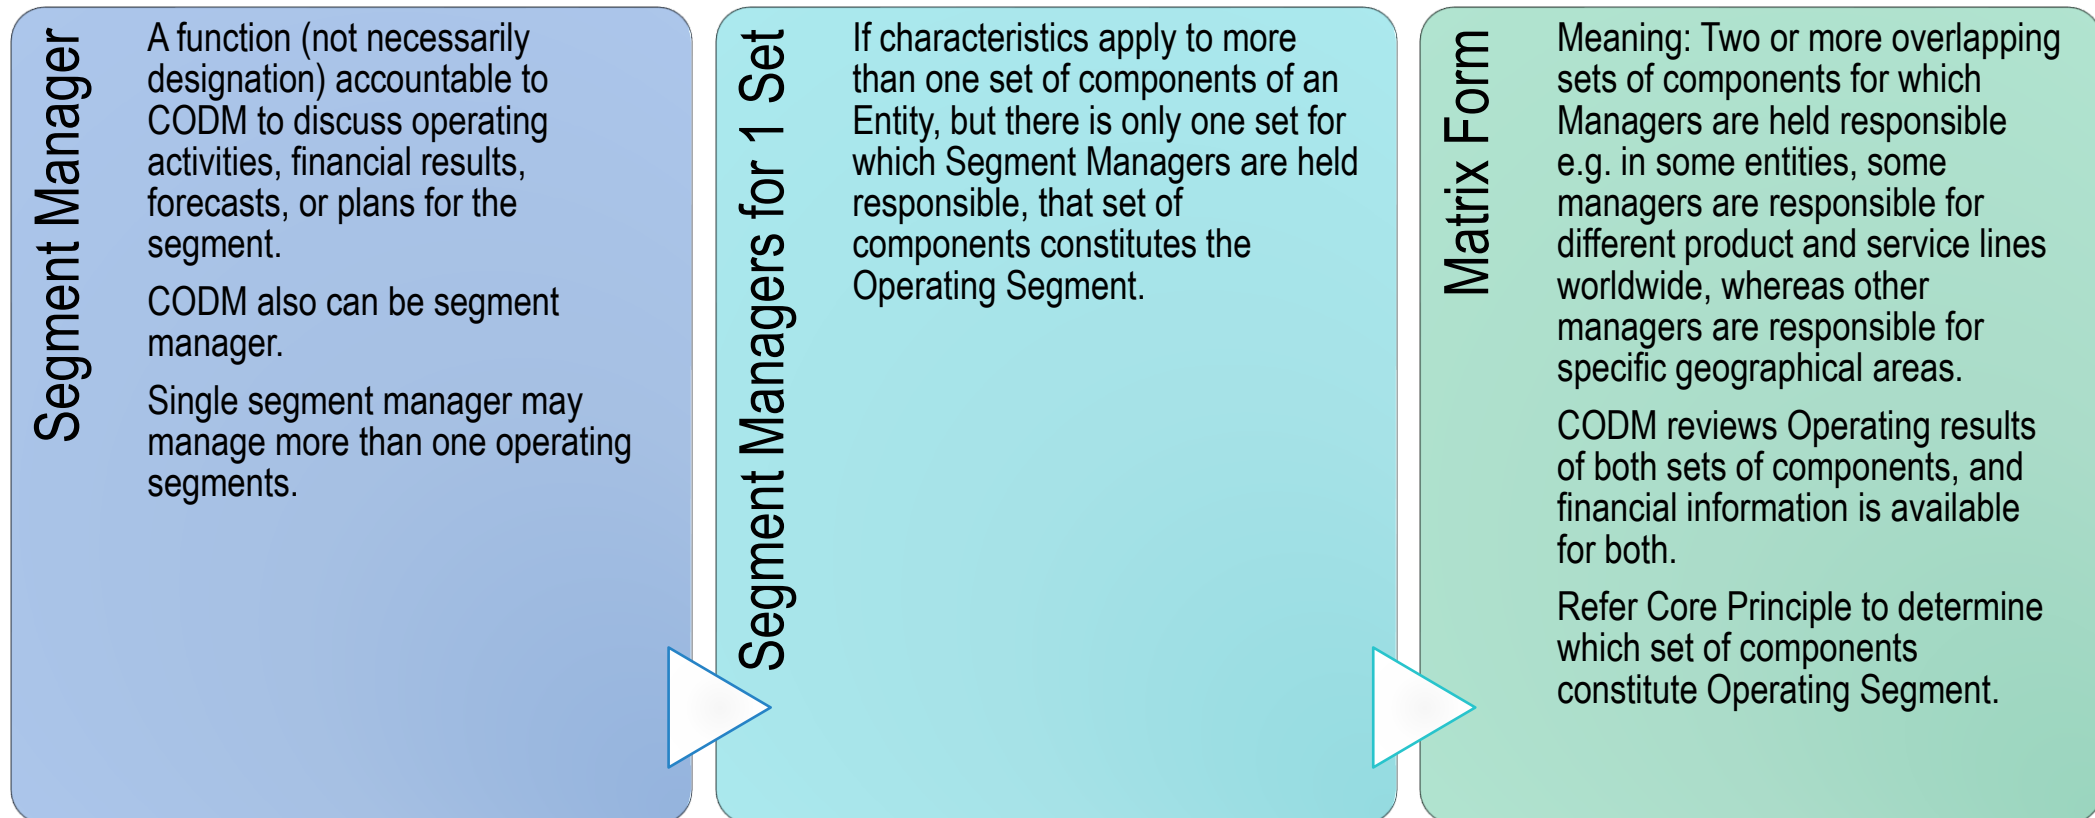 Segment Manager
A function (not necessarily
designation) accountable to
CODM to discuss operating
activities, financial results,
forecasts, or plans for the
segment.
CODM also can be segment
manager.
Single segment manager may
manage more than one operating
segments.
Segment Managers for 1 Set
If characteristics apply to more
than one set of components of an
Entity, but there is only one set for
which Segment Managers are held
responsible, that set of
components constitutes the
Operating Segment.
Matrix Form
Meaning: Two or more overlapping
sets of components for which
Managers are held responsible
e.g. in some entities, some
managers are responsible for
different product and service lines
worldwide, whereas other
managers are responsible for
specific geographical areas.
CODM reviews Operating results
of both sets of components, and
financial information is available
for both.
Refer Core Principle to determine
which set of components
constitute Operating Segment.